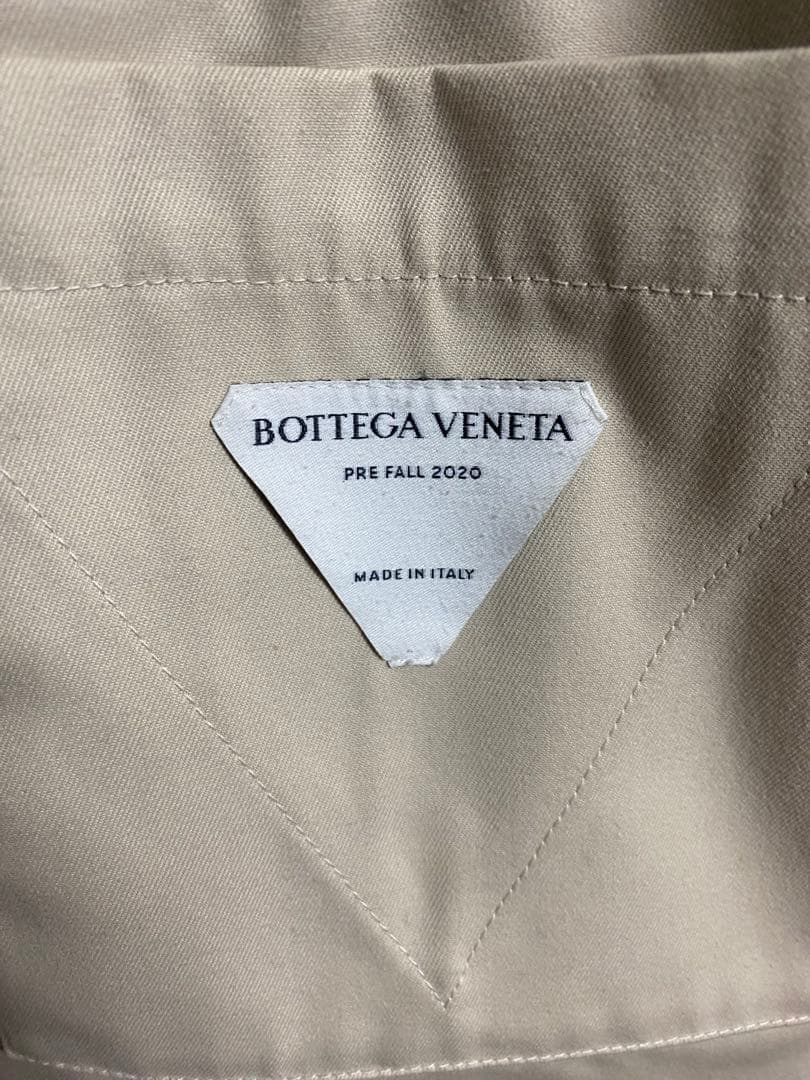 BOTTEGA VENETA
PRE FALL 2020
MADE IN ITALY